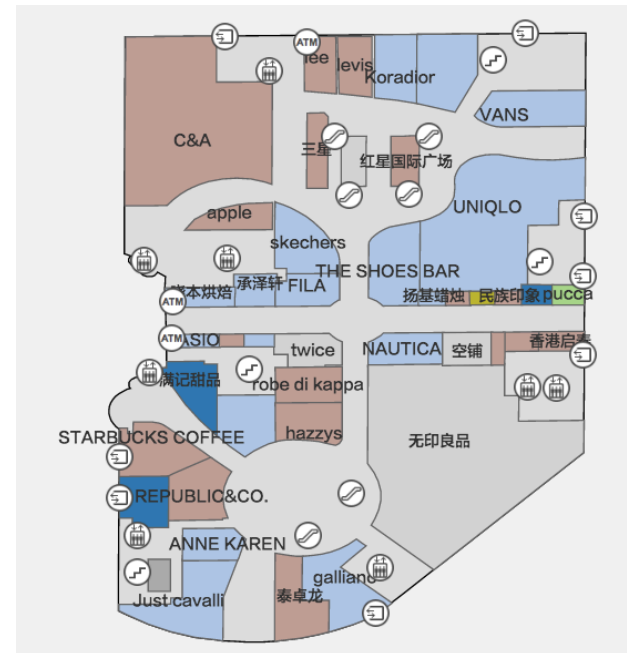 ATM
lee
levis
Koradior
VANS
C&A
三星
红星国际广场
UNIQLO
apple
skechers
THE SHOES BAR
承泽轩
FILA
本烘焙
扬基蜡烛
民族印象
pucca
ATM
ATM
ASIO
twice
NAUTICA
空铺
香港启泰
满记甜品
robe di kappa
STARBUCKS COFFEE
hazzys
无印良品
REPUBLIC&CO.
ANNE KAREN
galliano
泰卓龙
Just cavalli